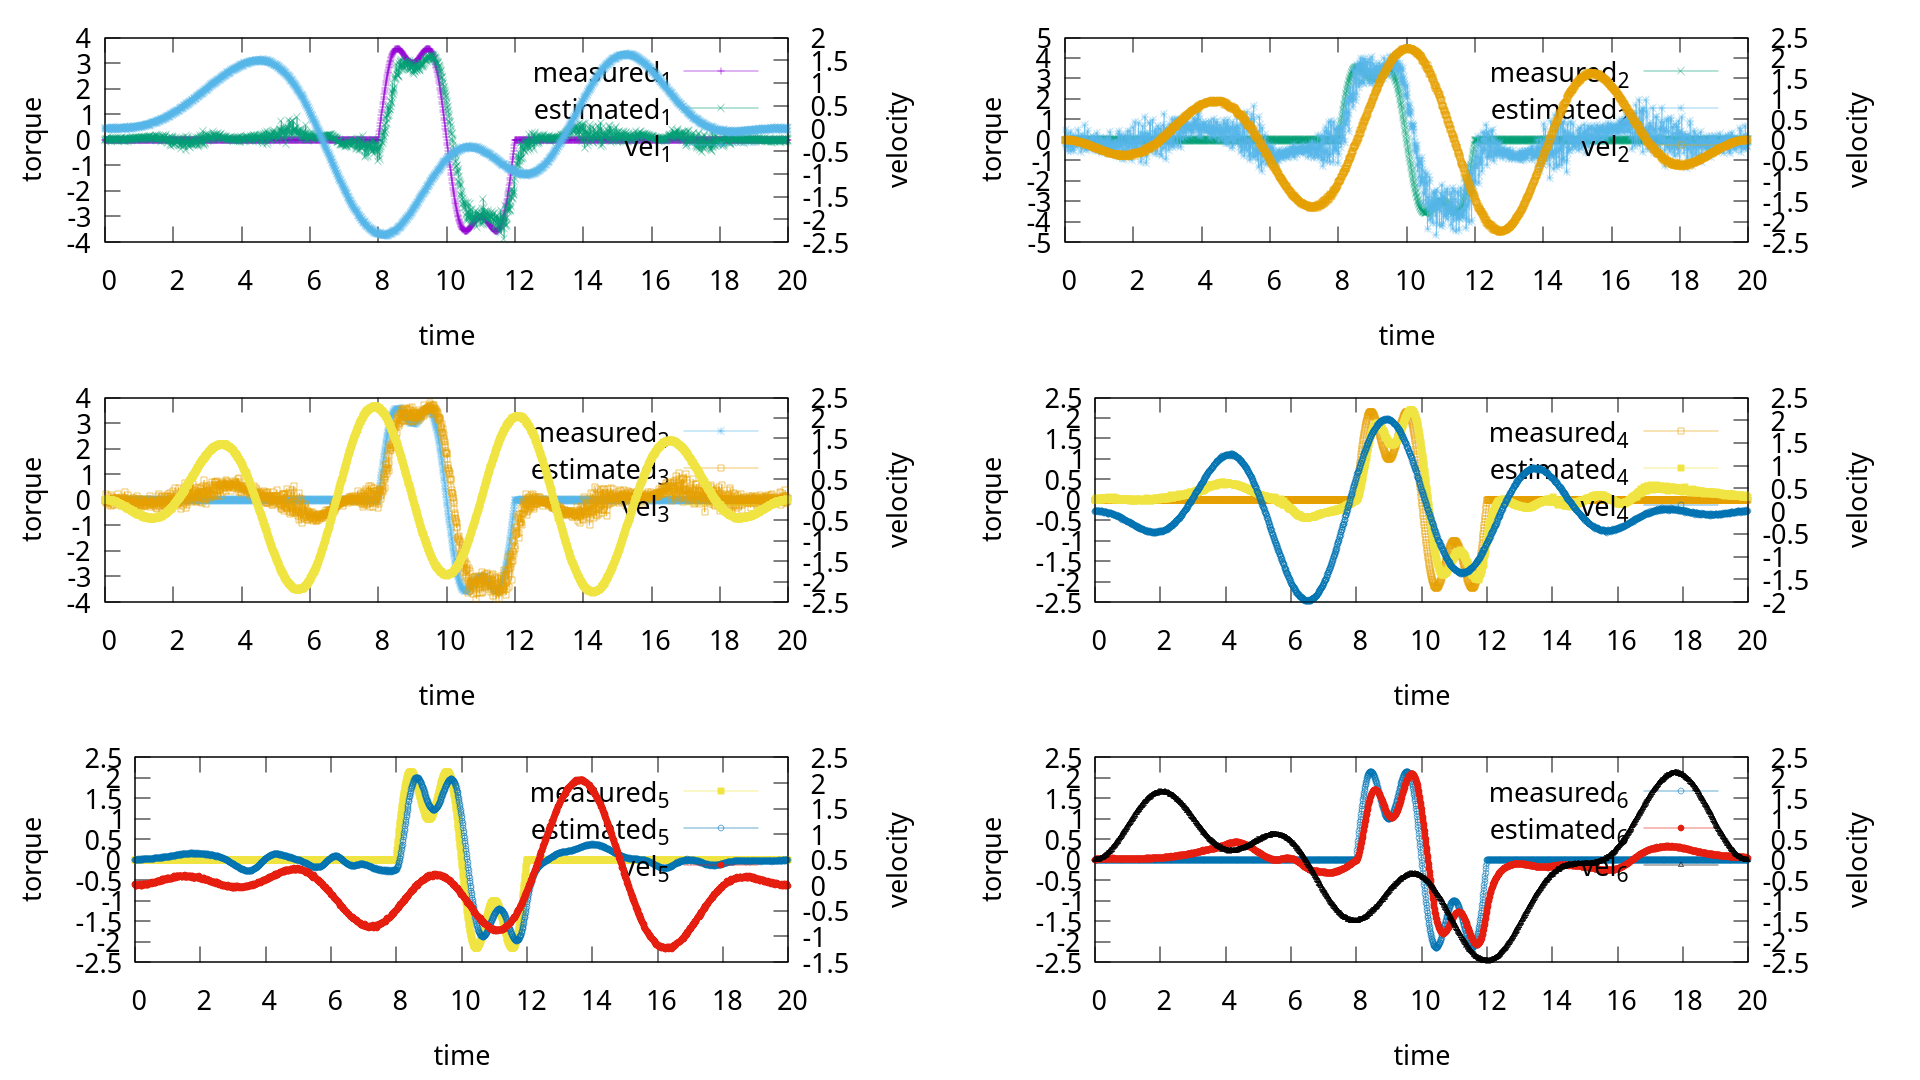 4
3
2
1
0
-1
-2
-3
-4
torque
measured1
estimated1
vel1
2
1.5
1
0.5
0
-0.5
-1
-1.5
-2
-2.5
velocity
0 2 4 6 8 10 12 14 16 18 20
time
5
4
3
2
1
0
-1
-2
-3
-4
-5
torque
measured2
estimated2
vel2
2.5
2
1.5
1
0.5
0
-0.5
-1
-1.5
-2
-2.5
velocity
0 2 4 6 8 10 12 14 16 18 20
time
4
3
2
1
0
-1
-2
-3
-4
torque
measured3
estimated3
vel3
2.5
2
1.5
1
0.5
0
-0.5
-1
-1.5
-2
-2.5
velocity
0 2 4 6 8 10 12 14 16 18 20
time
2.5
2
1.5
1
0.5
0
-0.5
-1
-1.5
-2
-2.5
torque
measured4
estimated4
vel4
2.5
2
1.5
1
0.5
0
-0.5
-1
-1.5
-2
velocity
0 2 4 6 8 10 12 14 16 18 20
time
2.5
2
1.5
1
0.5
0
-0.5
-1
-1.5
-2
-2.5
torque
measured5
estimated5
vel5
2.5
2
1.5
1
0.5
0
-0.5
-1
-1.5
velocity
0 2 4 6 8 10 12 14 16 18 20
time
2.5
2
1.5
1
0.5
0
-0.5
-1
-1.5
-2
-2.5
torque
measured6
estimated6
vel6
2.5
2
1.5
1
0.5
0
-0.5
-1
-1.5
-2
-2.5
velocity
0 2 4 6 8 10 12 14 16 18 20
time